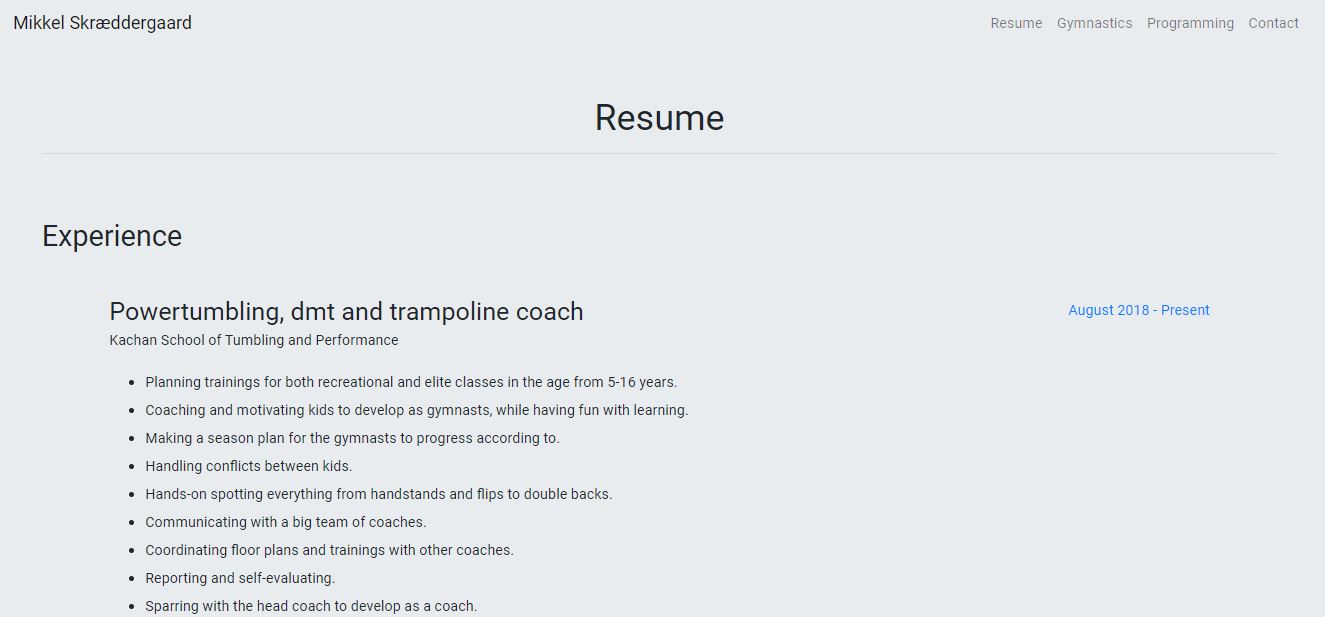 Mikkel Skræddergaard
Resume Gymnastics Programming Contact
Resume
Experience
Powertumbling, dmt and trampoline coach
August 2018 - Present
Kachan School of Tumbling and Performance
Planning trainings for both recreational and elite classes in the age from 5-16 years.
Coaching and motivating kids to develop as gymnasts, while having fun with learning.
Making a season plan for the gymnasts to progress according to.
Handling conflicts between kids.
Hands-on spotting everything from handstands and flips to double backs.
Communicating with a big team of coaches.
Coordinating floor plans and trainings with other coaches.
Reporting and self-evaluating.
Sparring with the head coach to develop as a coach.